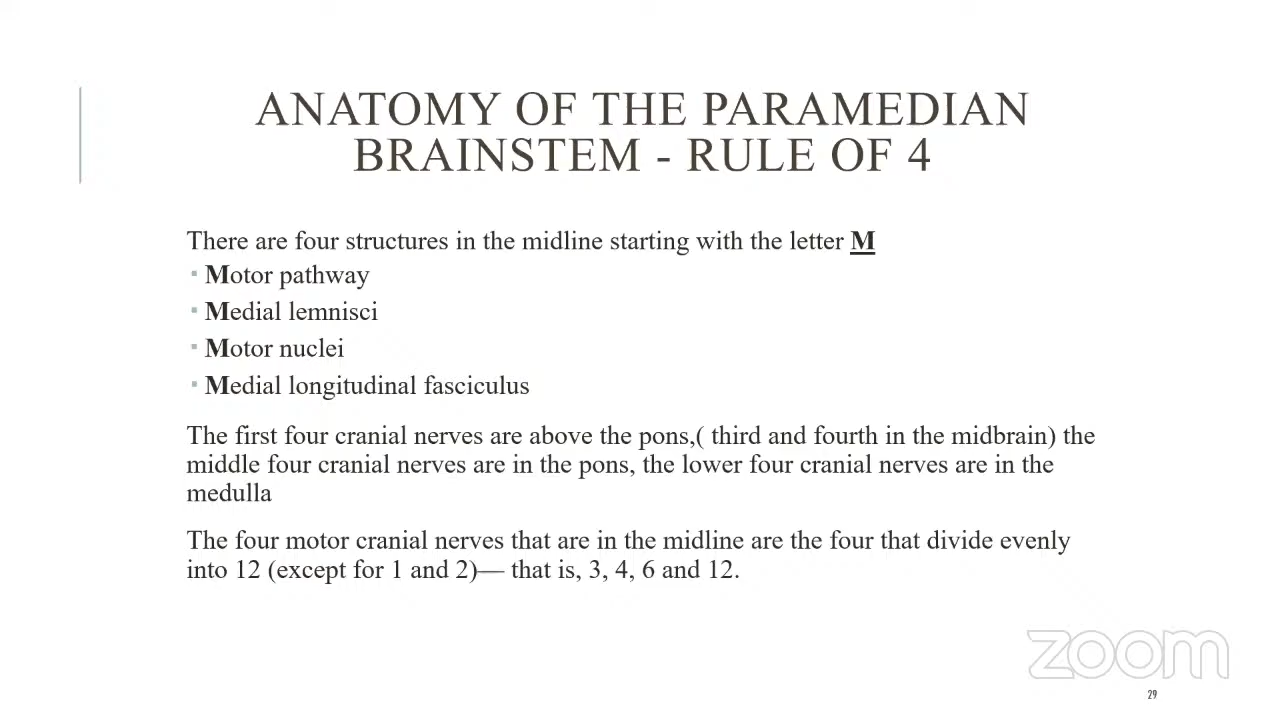 ANATOMY OF THE PARAMEDIAN
BRAINSTEM - RULE OF 4
There are four structures in the midline starting with the letter M
▪ Motor pathway
▪ Medial lemnisci
▪ Motor nuclei
▪ Medial longitudinal fasciculus
The first four cranial nerves are above the pons,( third and fourth in the midbrain) the
middle four cranial nerves are in the pons, the lower four cranial nerves are in the
medulla
The four motor cranial nerves that are in the midline are the four that divide evenly
into 12 (except for 1 and 2)— that is, 3, 4, 6 and 12.
zoom
29